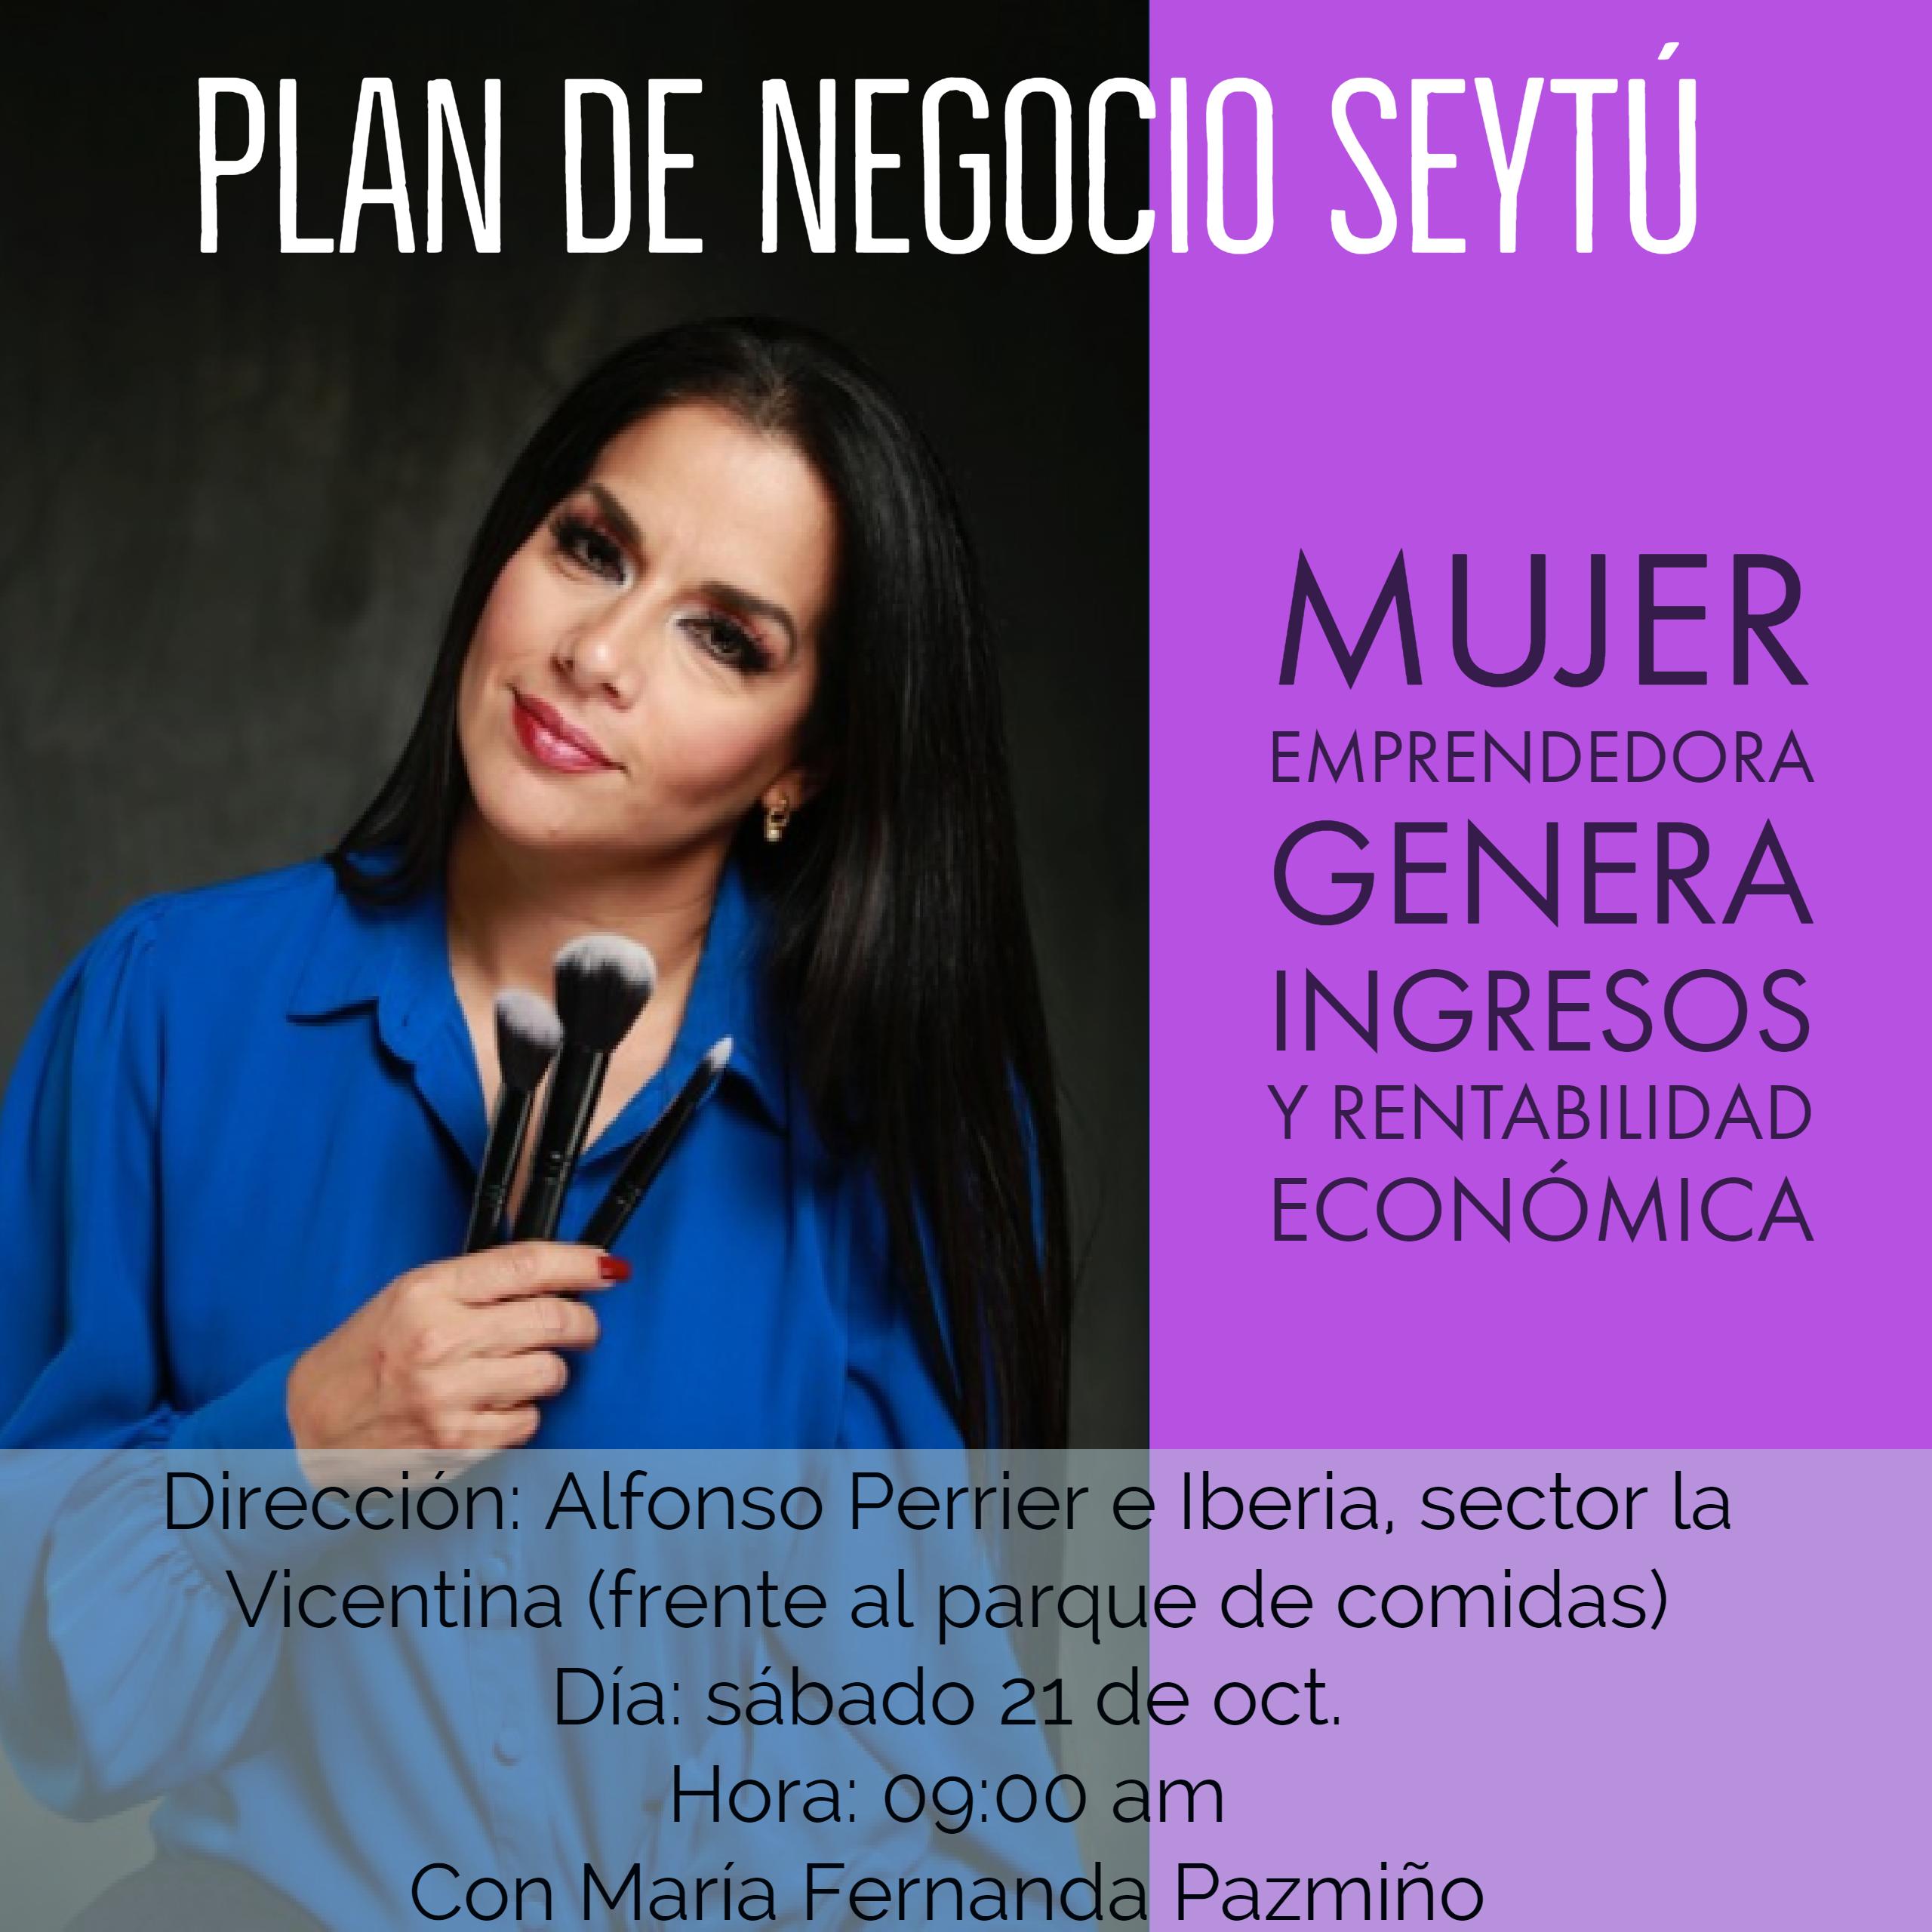 PLAN DE NEGOCIO SEYTÚ
MUJER
EMPRENDEDORA
GENERA
INGRESOS
Y RENTABILIDAD
ECONÓMICA
Dirección: Alfonso Perrier e Iberia, sector la
Vicentina (frente al parque de comidas)
Día: sábado 21 de oct.
Hora: 09:00 am
Con María Fernanda Pazmiño